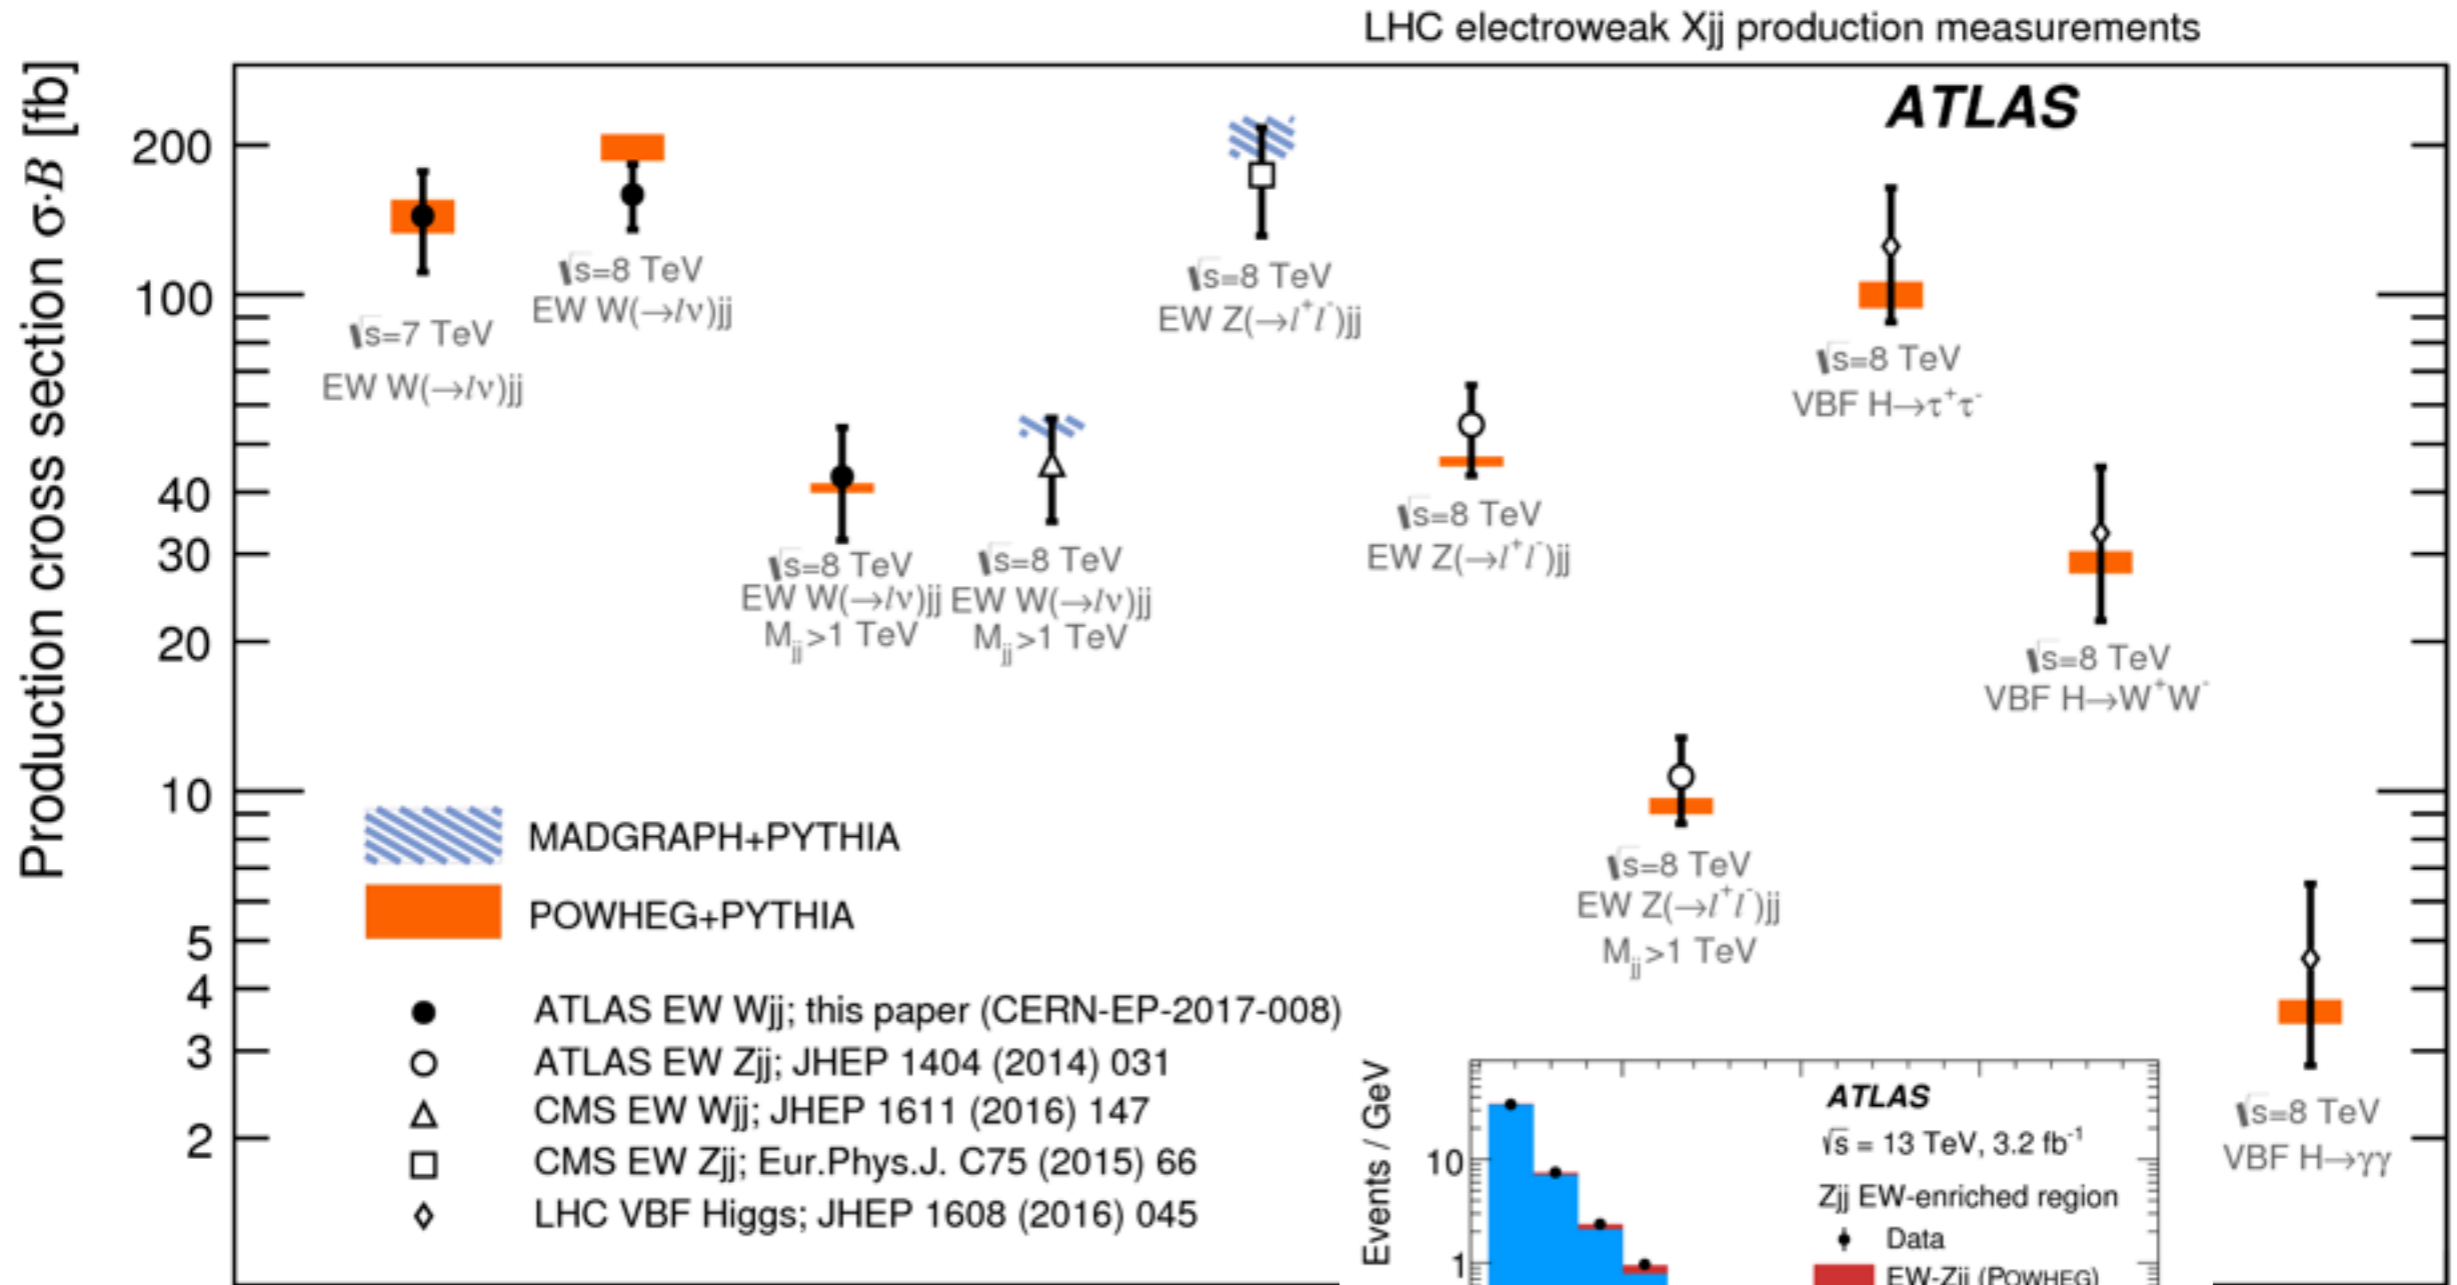 LHC electroweak Xjj production measurements
ATLAS
Production cross section σ·B [fb]
200
100
40
30
20
10
5
4
3
2
√s=7 TeV
EW W(→lν)jj
√s=8 TeV
EW W(→lν)jj
√s=8 TeV
EW W(→lν)jj
Mjj>1 TeV
√s=8 TeV
EW W(→lν)jj
Mjj>1 TeV
√s=8 TeV
EW Z(→l⁺l⁻)jj
√s=8 TeV
EW Z(→l⁺l⁻)jj
√s=8 TeV
EW Z(→l⁺l⁻)jj
Mjj>1 TeV
√s=8 TeV
VBF H→τ⁺τ⁻
√s=8 TeV
VBF H→W⁺W⁻
√s=8 TeV
VBF H→γγ
MADGRAPH+PYTHIA
POWHEG+PYTHIA
ATLAS EW Wjj; this paper (CERN-EP-2017-008)
ATLAS EW Zjj; JHEP 1404 (2014) 031
CMS EW Wjj; JHEP 1611 (2016) 147
CMS EW Zjj; Eur.Phys.J. C75 (2015) 66
LHC VBF Higgs; JHEP 1608 (2016) 045
Events / GeV
10
1
ATLAS
√s = 13 TeV, 3.2 fb⁻¹
Zjj EW-enriched region
Data
EW-Zjj (POWHEG)